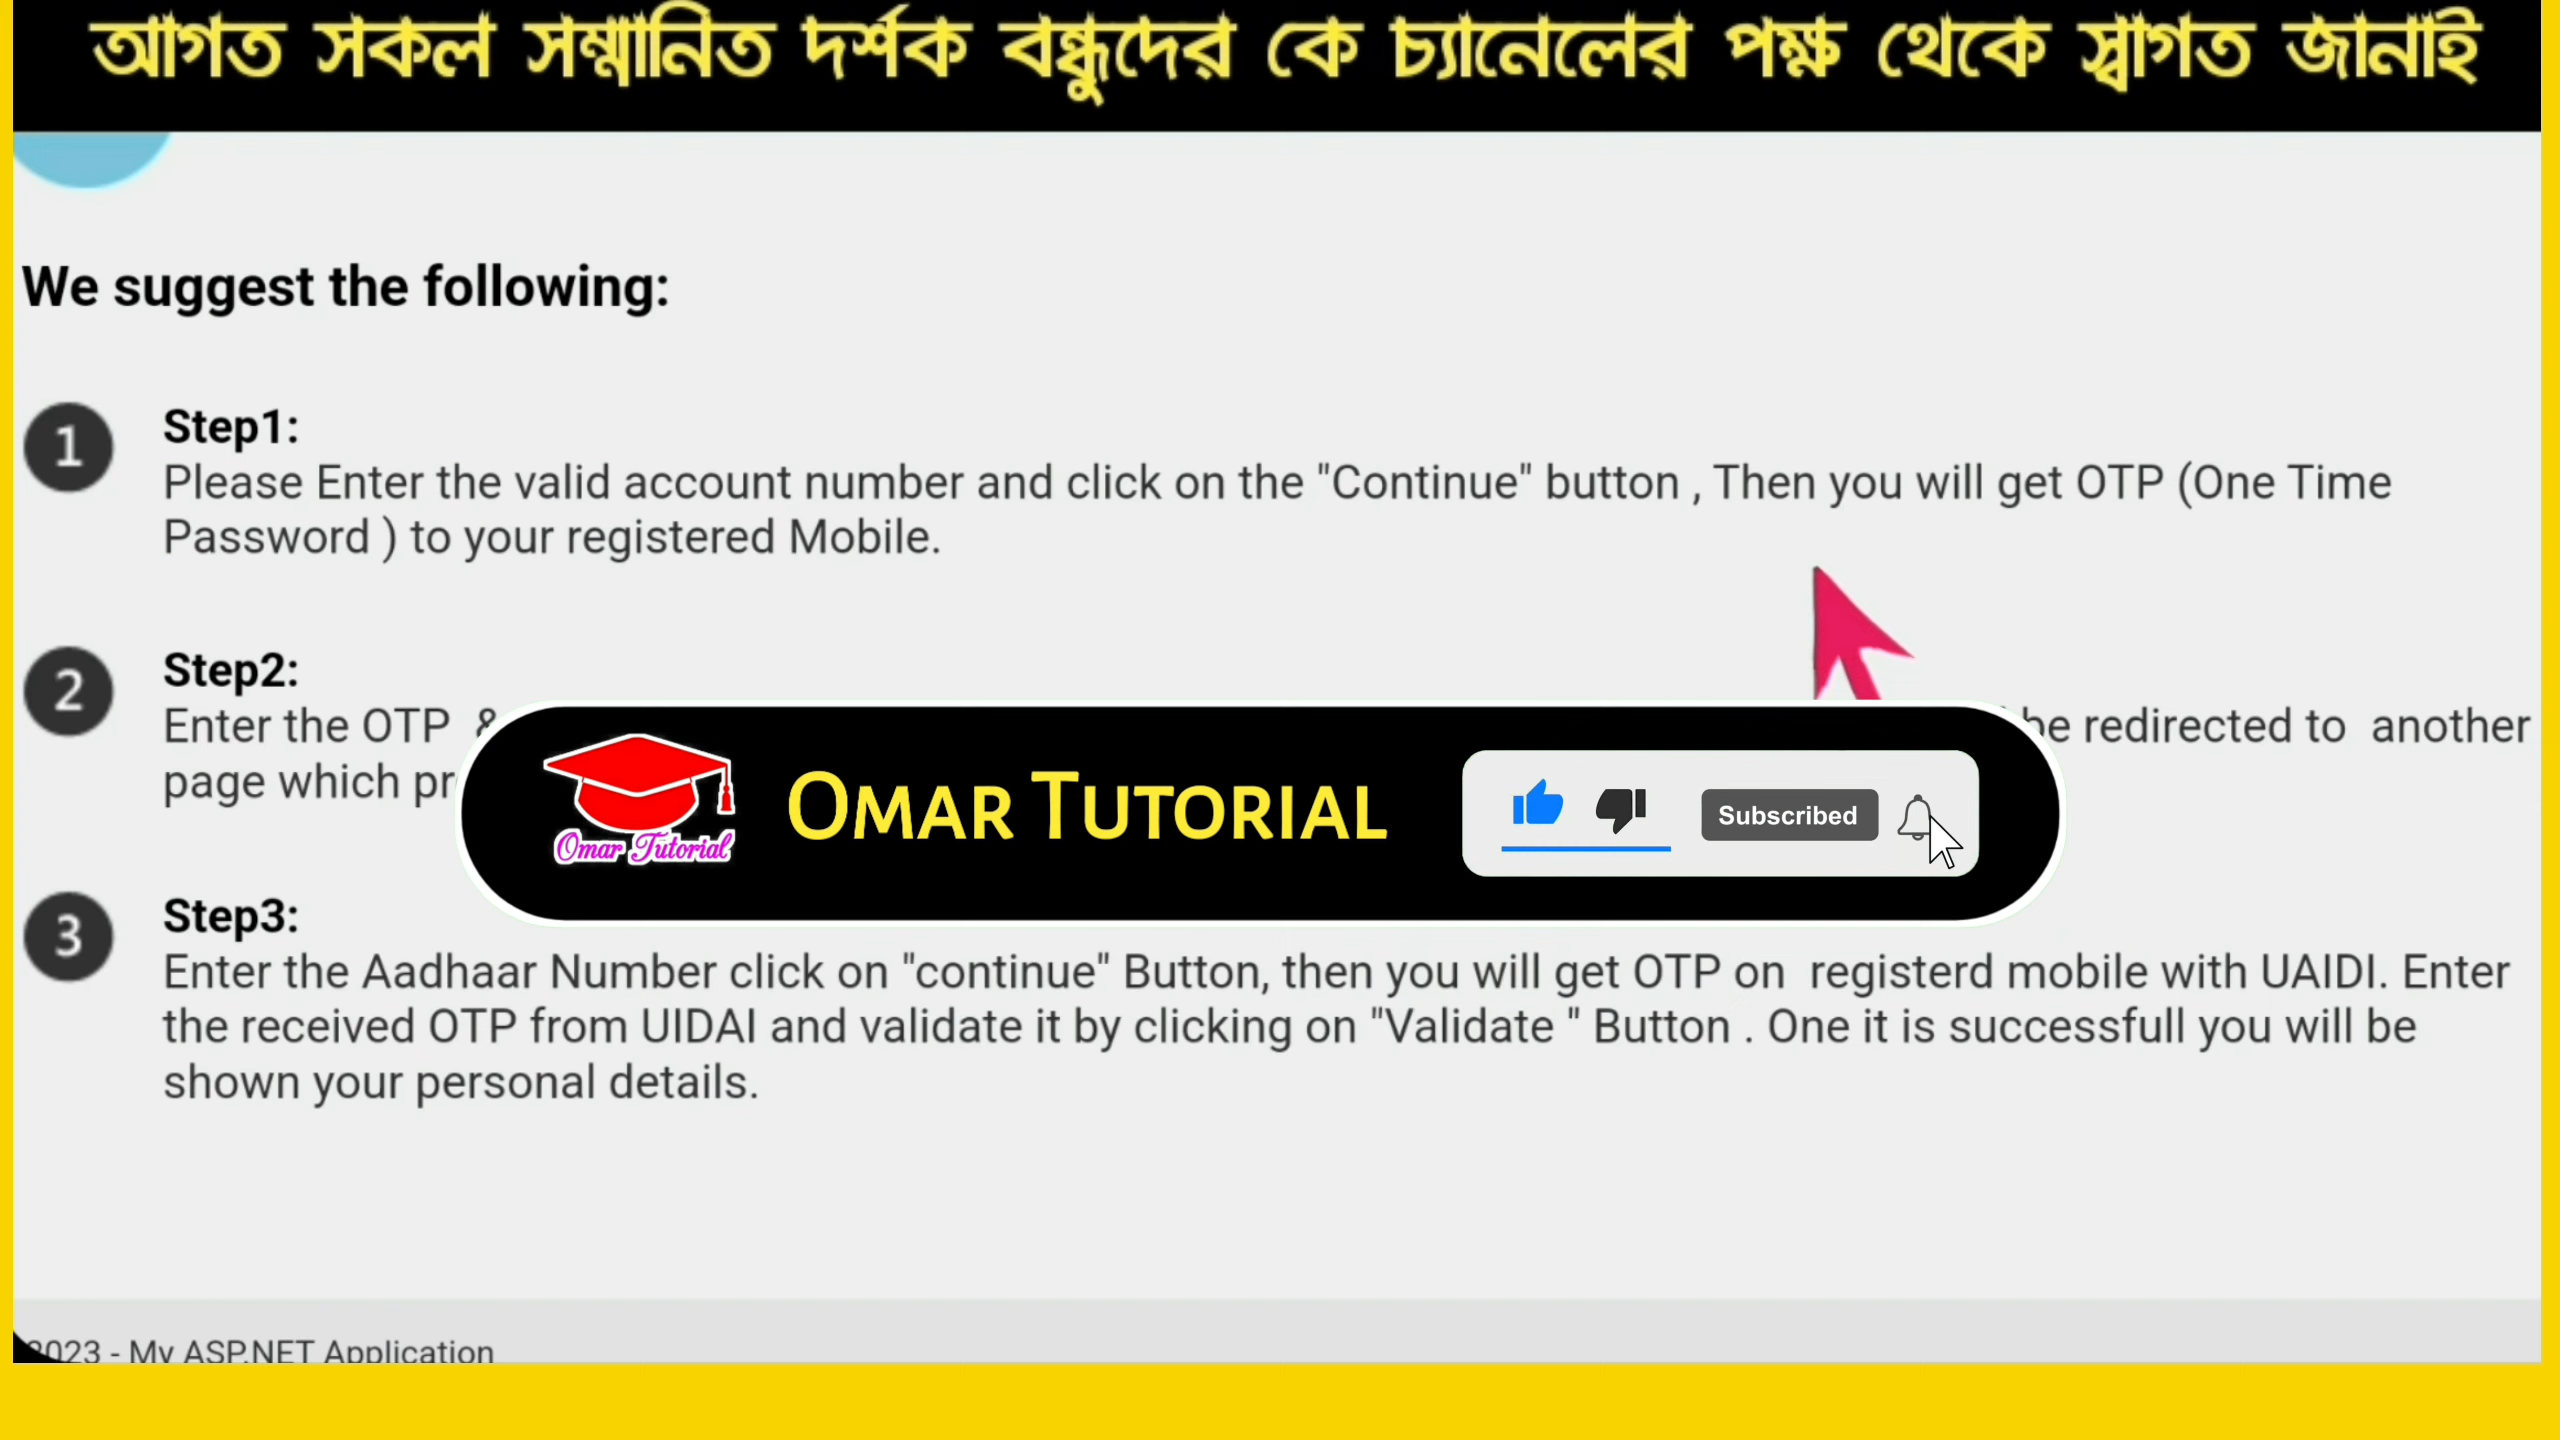 আগত সকল সম্মানিত দর্শক বন্ধুদের কে চ্যানেলের পক্ষ থেকে স্বাগত জানাই
We suggest the following:
1
Step1:
Please Enter the valid account number and click on the "Continue" button , Then you will get OTP (One Time
Password ) to your registered Mobile.
2
Step2:
Enter the OTP & be redirected to another
page which pr
OMAR TUTORIAL
Omar Tutorial
Subscribed
3
Step3:
Enter the Aadhaar Number click on "continue" Button, then you will get OTP on registerd mobile with UAIDI. Enter
the received OTP from UIDAI and validate it by clicking on "Validate " Button . One it is successfull you will be
shown your personal details.
2023 - My ASP.NET Application